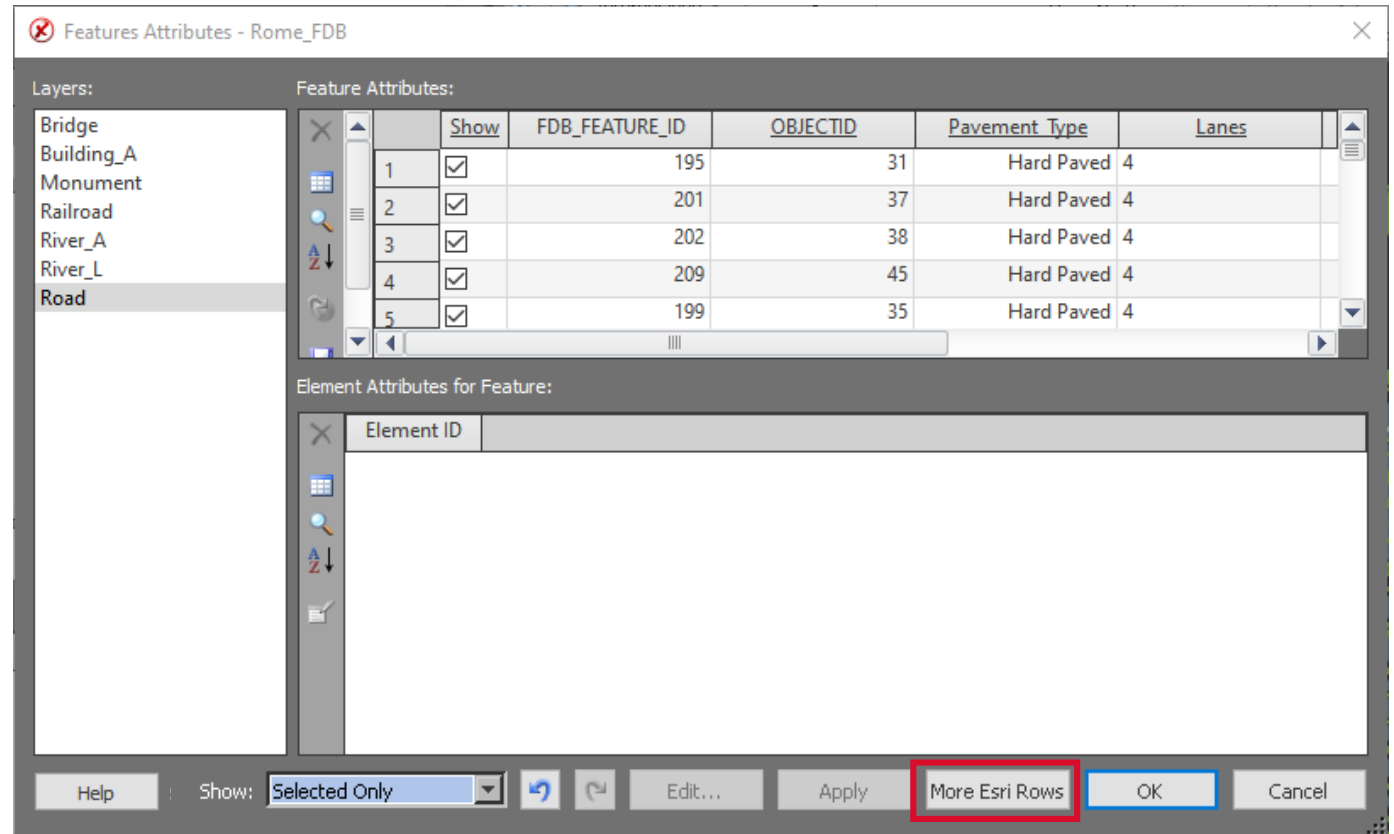 Features Attributes - Rome_FDB
Layers:
Bridge
Building_A
Monument
Railroad
River_A
River_L
Road
Feature Attributes:
Show FDB_FEATURE_ID OBJECTID Pavement_Type Lanes
1 195 31 Hard Paved 4
2 201 37 Hard Paved 4
3 202 38 Hard Paved 4
4 209 45 Hard Paved 4
5 199 35 Hard Paved 4
Element Attributes for Feature:
Element ID
Help Show: Selected Only Edit... Apply More Esri Rows OK Cancel